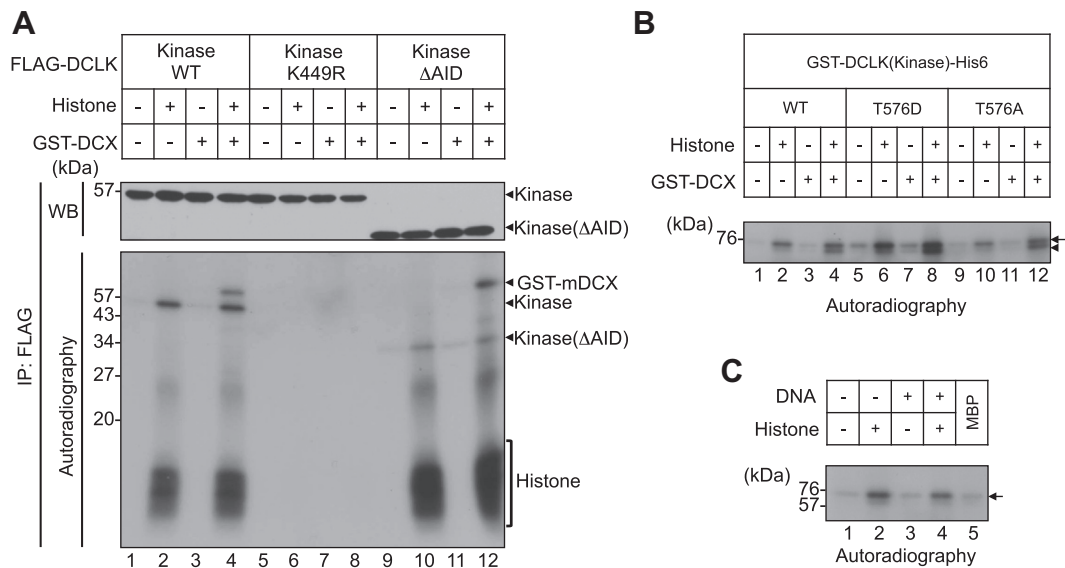 A
FLAG-DCLK
Kinase WT
Kinase K449R
Kinase ΔAID
Histone - + - + - + - + - + - +
GST-DCX - - + + - - + + - - + +
(kDa)
IP: FLAG
WB
57-
Kinase
Kinase(ΔAID)
Autoradiography
57-
43-
34-
27-
20-
GST-mDCX
Kinase
Kinase(ΔAID)
Histone
1 2 3 4 5 6 7 8 9 10 11 12
B
GST-DCLK(Kinase)-His6
WT T576D T576A
Histone - + - + - + - + - + - +
GST-DCX - - + + - - + + - - + +
(kDa)
76-
1 2 3 4 5 6 7 8 9 10 11 12
Autoradiography
C
DNA - - + + MBP
Histone - + - +
(kDa)
76-
57-
1 2 3 4 5
Autoradiography